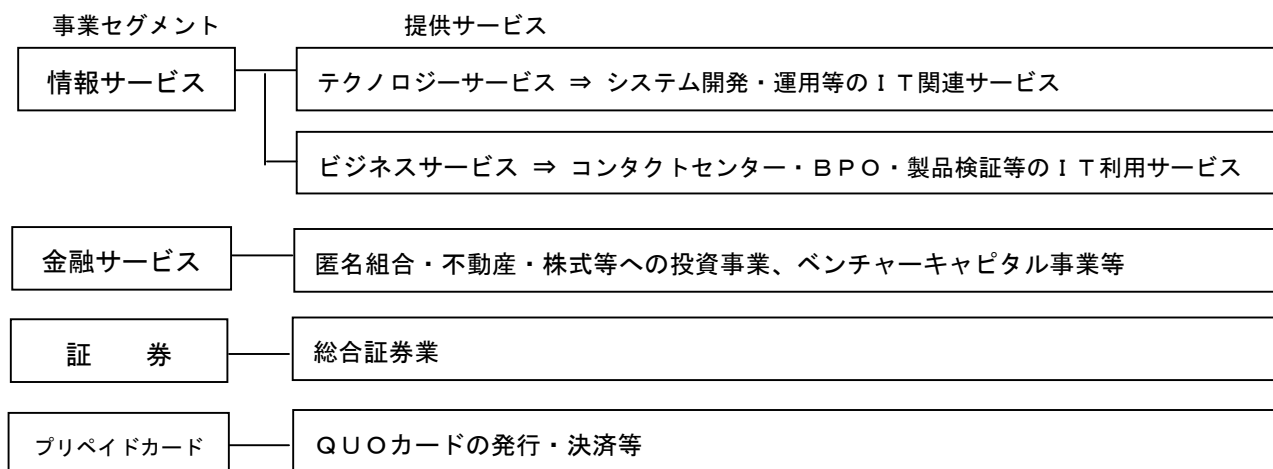 事業セグメント 提供サービス
情報サービス テクノロジーサービス ⇒ システム開発・運用等のＩＴ関連サービス
ビジネスサービス ⇒ コンタクトセンター・ＢＰＯ・製品検証等のＩＴ利用サービス
金融サービス 匿名組合・不動産・株式等への投資事業、ベンチャーキャピタル事業等
証　　券 総合証券業
プリペイドカード ＱＵＯカードの発行・決済等